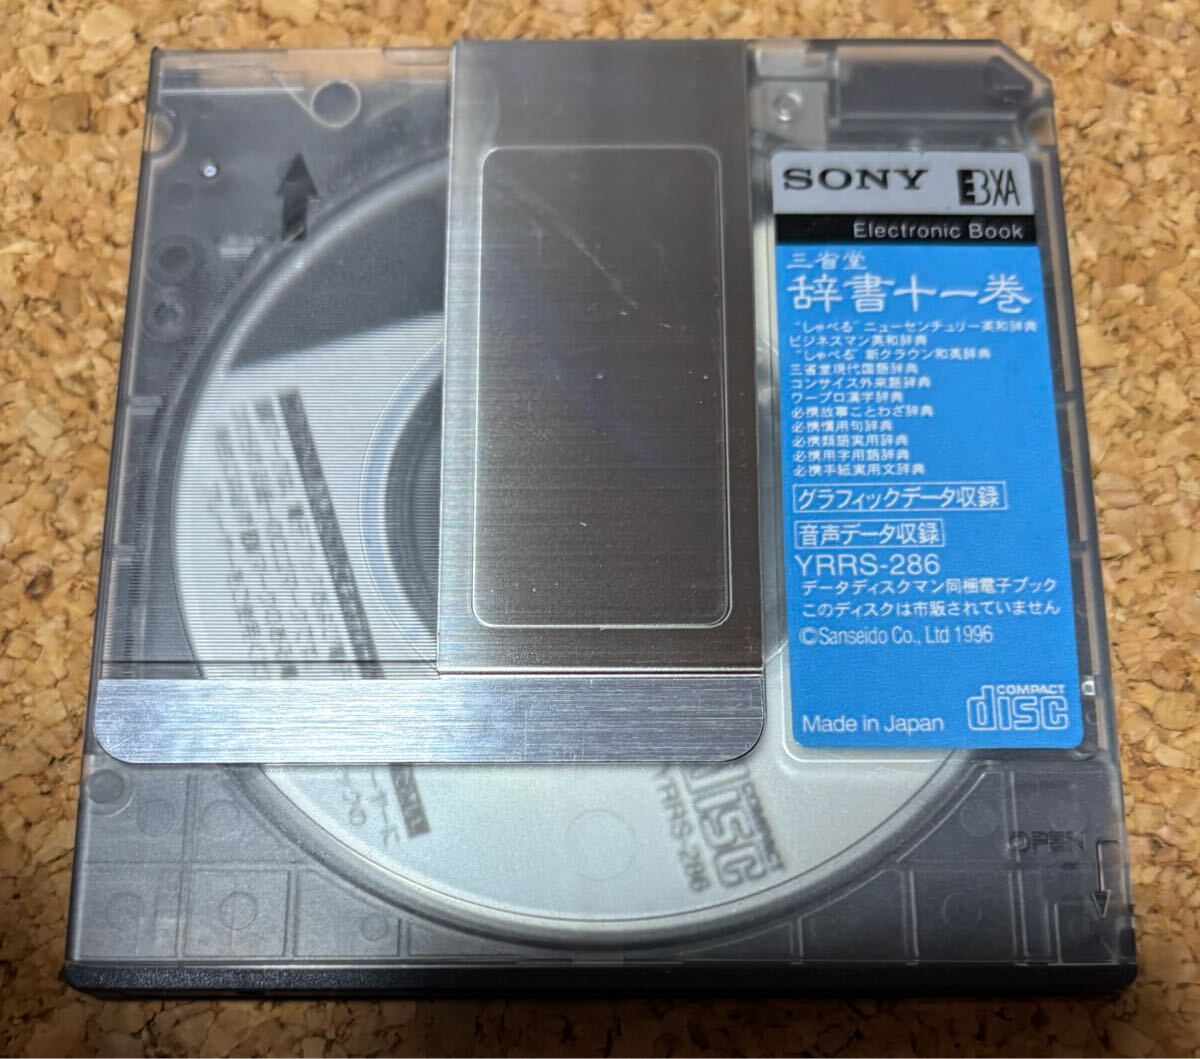 SONY EBXA
Electronic Book
三省堂
辞書十一巻
"しゃべる" ニューセンチュリー英和辞典
ビジネスマン英和辞典
"しゃべる" 新クラウン和英辞典
三省堂現代国語辞典
コンサイス外来語辞典
ワープロ漢字辞典
必携故事ことわざ辞典
必携慣用句辞典
必携類語実用辞典
必携用字用語辞典
必携手紙実用文辞典
グラフィックデータ収録
音声データ収録
YRRS-286
データディスクマン同梱電子ブック
このディスクは市販されていません
©Sanseido Co., Ltd 1996
Made in Japan
COMPACT
disc
OPEN
COMPACT
disc
YRRS-286